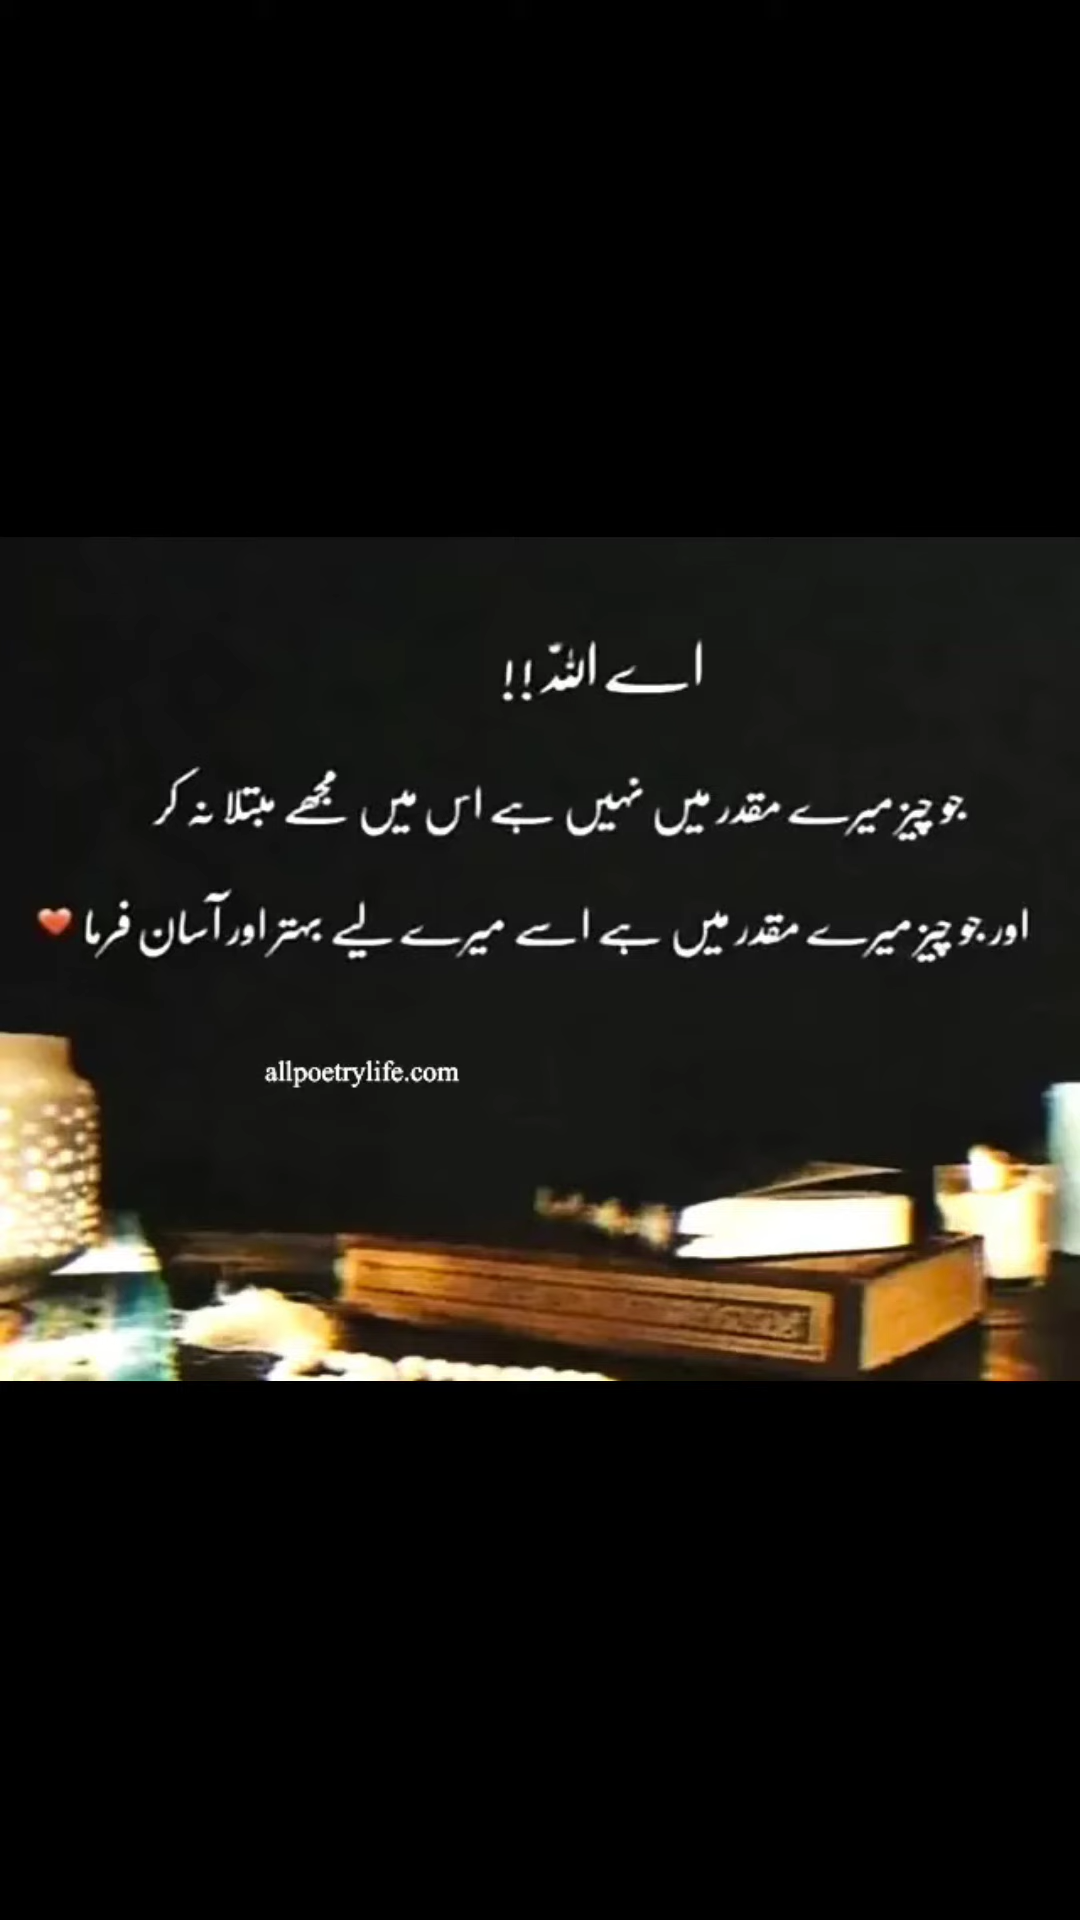 اے اللہ!!
جو چیز میرے مقدر میں نہیں ہے اس میں مجھے مبتلا نہ کر
اور جو چیز میرے مقدر میں ہے اسے میرے لیے بہتر اور آسان فرما ❤
allpoetrylife.com